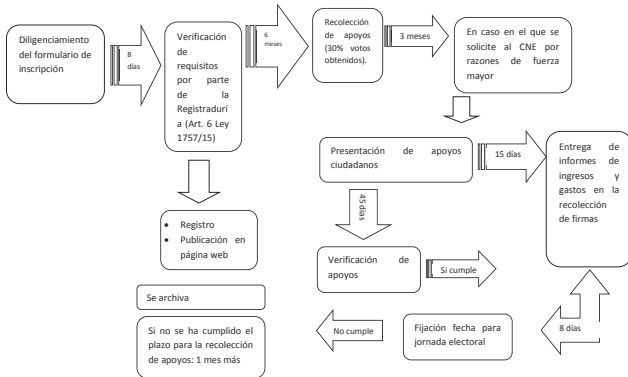 Diligenciamiento
del formulario de
inscripción
8
días
Verificación
de
requisitos
por parte
de la
Registradurí
a (Art. 6 Ley
1757/15)
6
meses
Recolección
de apoyos
(30% votos
obtenidos).
3 meses
En caso en el que se
solicite al CNE por
razones de fuerza
mayor
Presentación de apoyos
ciudadanos
15 días
Entrega de
informes de
ingresos y
gastos en la
recolección
de firmas
45 días
• Registro
• Publicación en
página web
Verificación de
apoyos
Si cumple
Se archiva
Si no se ha cumplido el
plazo para la recolección
de apoyos: 1 mes más
No cumple
Fijación fecha para
jornada electoral
8 días